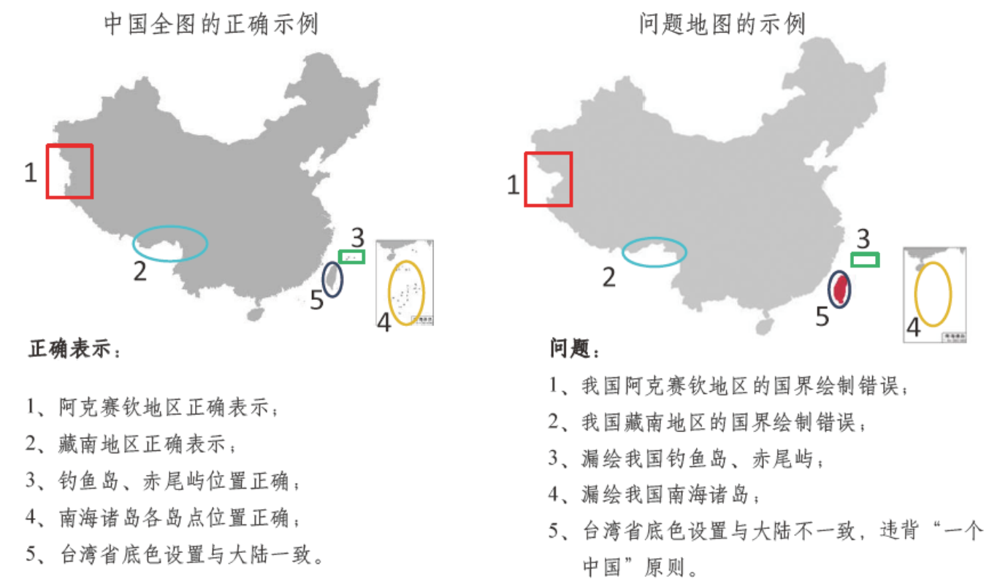 中国全图的正确示例
1
2
3
4
5
正确表示：
1、阿克赛钦地区正确表示；
2、藏南地区正确表示；
3、钓鱼岛、赤尾屿位置正确；
4、南海诸岛各岛点位置正确；
5、台湾省底色设置与大陆一致。
问题地图的示例
1
2
3
4
5
问题：
1、我国阿克赛钦地区的国界绘制错误；
2、我国藏南地区的国界绘制错误；
3、漏绘我国钓鱼岛、赤尾屿；
4、漏绘我国南海诸岛；
5、台湾省底色设置与大陆不一致，违背“一个
中国”原则。